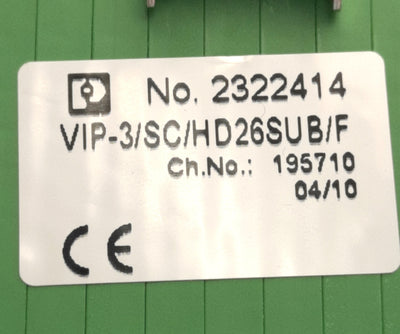 No. 2322414
VIP-3/SC/HD26SUB/F
Ch.No.: 195710
04/10
CE